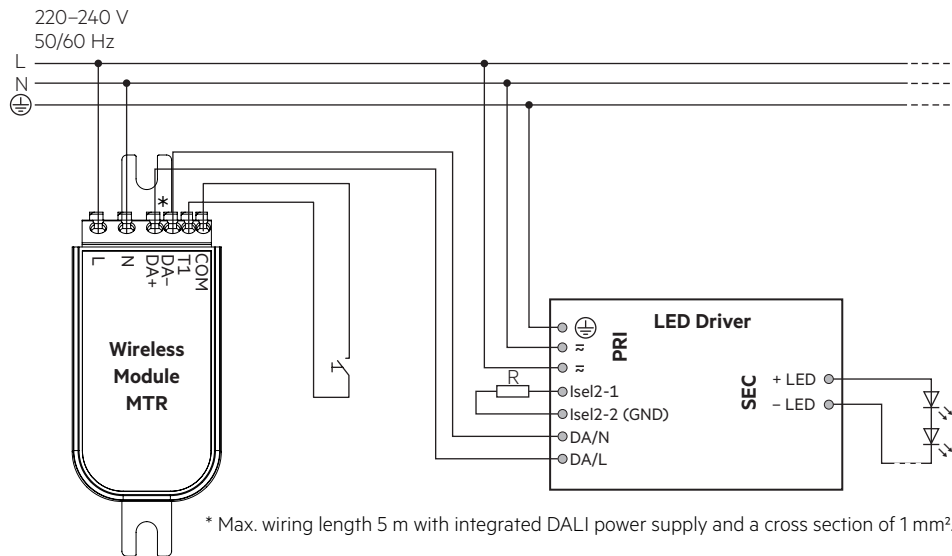 220–240 V
50/60 Hz
L
N
*
L
N
DA+
DA–
T1
COM
Wireless
Module
MTR
LED Driver
PRI
≂
≂
R
Isel2-1
Isel2-2 (GND)
DA/N
DA/L
SEC
+ LED
– LED
* Max. wiring length 5 m with integrated DALI power supply and a cross section of 1 mm².